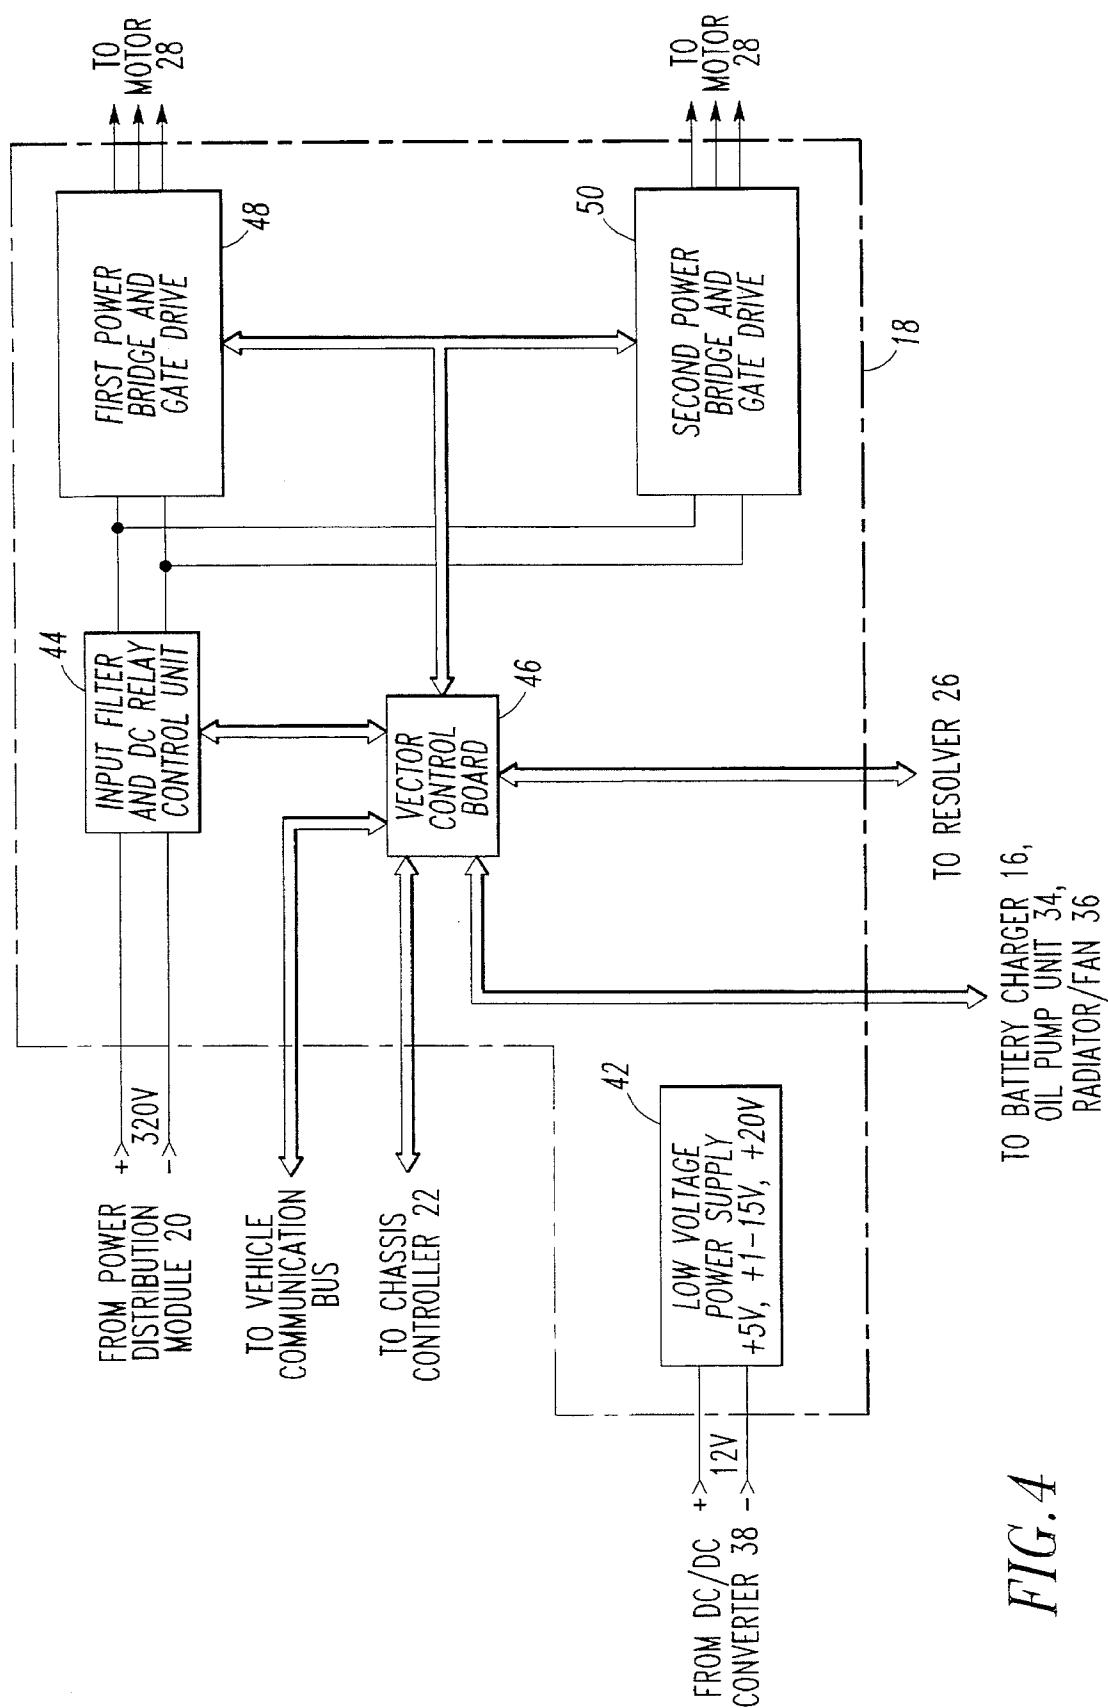 FROM POWER
DISTRIBUTION
MODULE 20
+
320V
-
TO VEHICLE
COMMUNICATION
BUS
TO CHASSIS
CONTROLLER 22
FROM DC/DC
CONVERTER 38
+
12V
-
42
LOW VOLTAGE
POWER SUPPLY
+5V, +1-15V, +20V
44
INPUT FILTER
AND DC RELAY
CONTROL UNIT
VECTOR
CONTROL
BOARD
46
FIRST POWER
BRIDGE AND
GATE DRIVE
48
TO
MOTOR
28
50
SECOND POWER
BRIDGE AND
GATE DRIVE
TO
MOTOR
28
18
TO RESOLVER 26
TO BATTERY CHARGER 16,
OIL PUMP UNIT 34,
RADIATOR/FAN 36
FIG.4